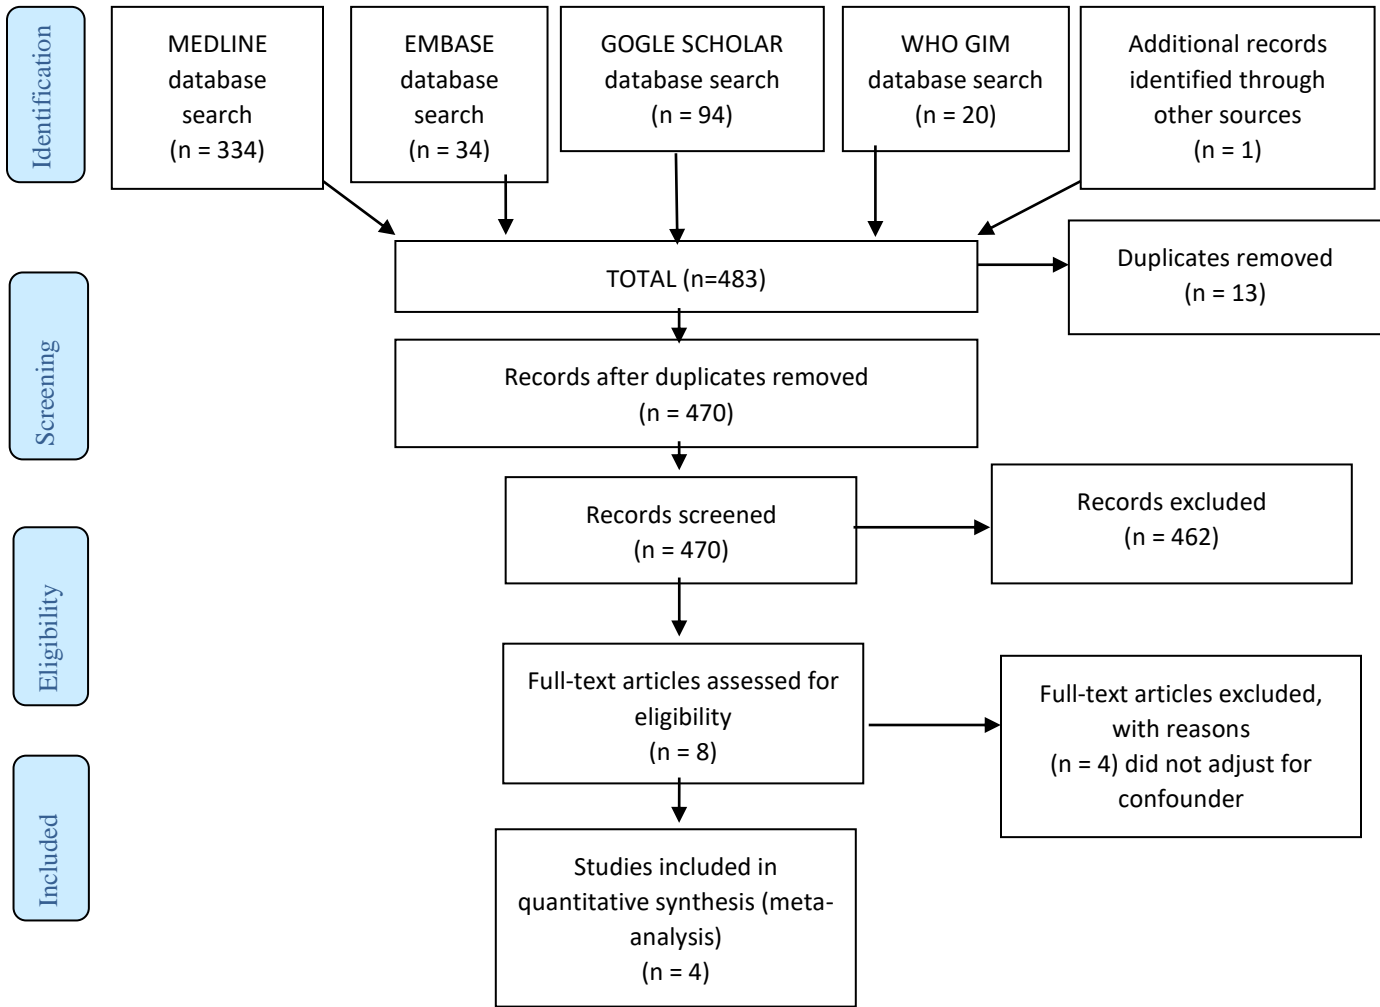 Identification
MEDLINE
database
search
(n = 334)
EMBASE
database
search
(n = 34)
GOGLE SCHOLAR
database search
(n = 94)
WHO GIM
database search
(n = 20)
Additional records
identified through
other sources
(n = 1)
TOTAL (n=483)
Duplicates removed
(n = 13)
Screening
Records after duplicates removed
(n = 470)
Records screened
(n = 470)
Records excluded
(n = 462)
Eligibility
Full-text articles assessed for
eligibility
(n = 8)
Full-text articles excluded,
with reasons
(n = 4) did not adjust for
confounder
Included
Studies included in
quantitative synthesis (meta-
analysis)
(n = 4)